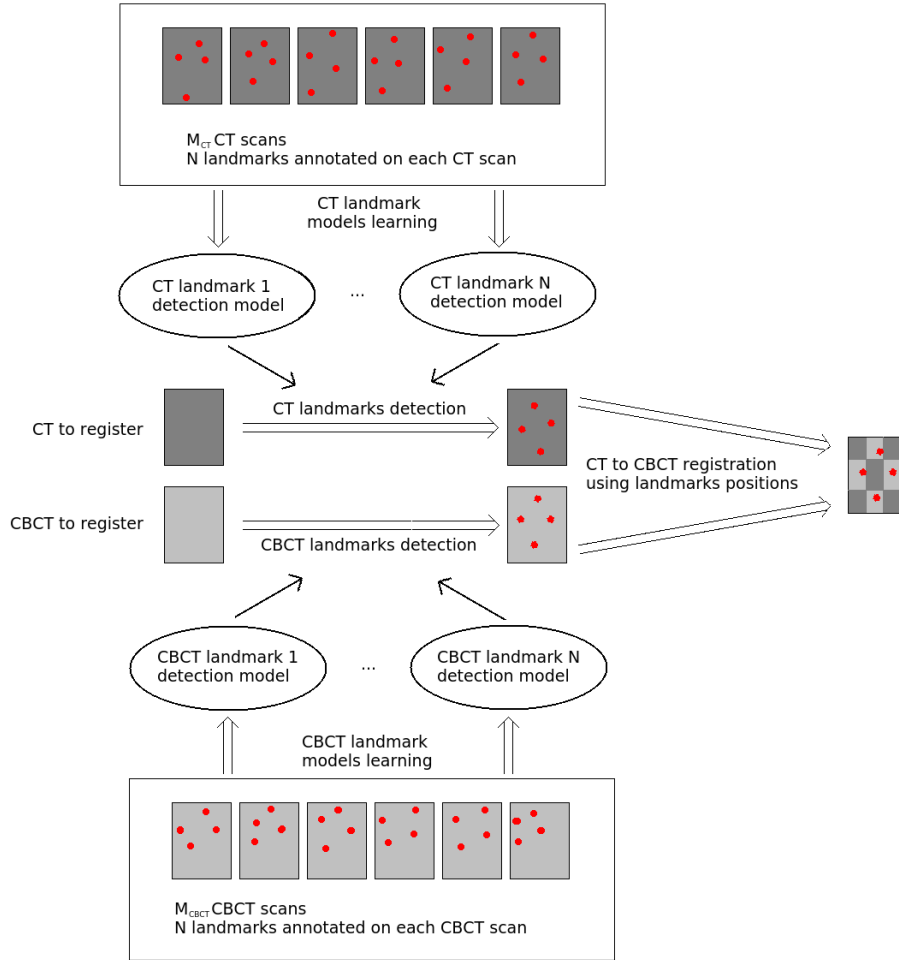 M_CT CT scans
N landmarks annotated on each CT scan
CT landmark
models learning
CT landmark 1
detection model
...
CT landmark N
detection model
CT to register
CT landmarks detection
CT to CBCT registration
using landmarks positions
CBCT to register
CBCT landmarks detection
CBCT landmark 1
detection model
...
CBCT landmark N
detection model
CBCT landmark
models learning
M_CBCT CBCT scans
N landmarks annotated on each CBCT scan